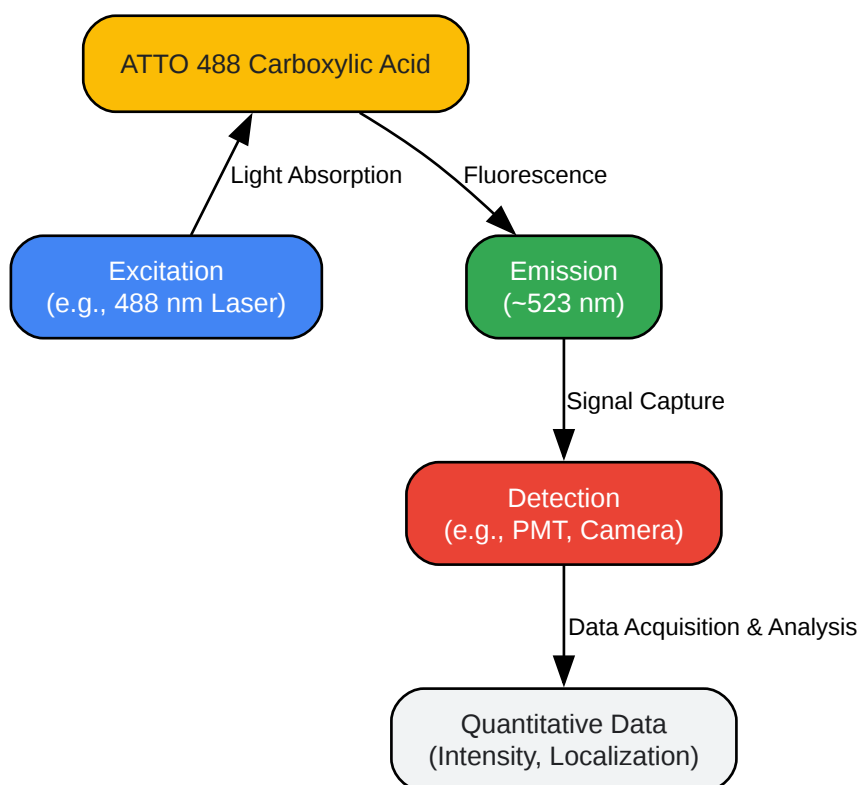 ATTO 488 Carboxylic Acid
Light Absorption
Fluorescence
Excitation
(e.g., 488 nm Laser)
Emission
(~523 nm)
Signal Capture
Detection
(e.g., PMT, Camera)
Data Acquisition & Analysis
Quantitative Data
(Intensity, Localization)